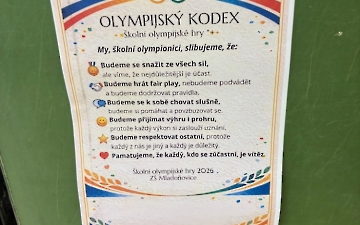 OLYMPIJSKÝ KODEX
Školní olympijské hry
My, školní olympionici, slibujeme, že:
Budeme se snažit ze všech sil,
ale víme, že nejdůležitější je účast.
Budeme hrát fair play, nebudeme podvádět
a budeme dodržovat pravidla.
Budeme se k sobě chovat slušně,
budeme si pomáhat a povzbuzovat se.
Budeme přijímat výhru i prohru,
protože každý výkon si zaslouží uznání.
Budeme respektovat ostatní, protože
každý z nás je jiný a každý je důležitý.
Pamatujeme, že každý, kdo se zúčastní, je vítěz.
Školní olympijské hry 2026
ZŠ Mladoňovice